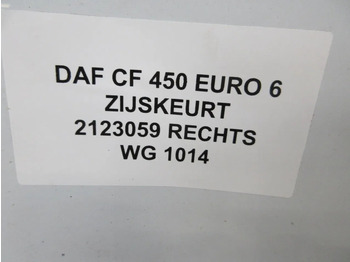 DAF CF 450 EURO 6
ZIJSKEURT
2123059 RECHTS
WG 1014